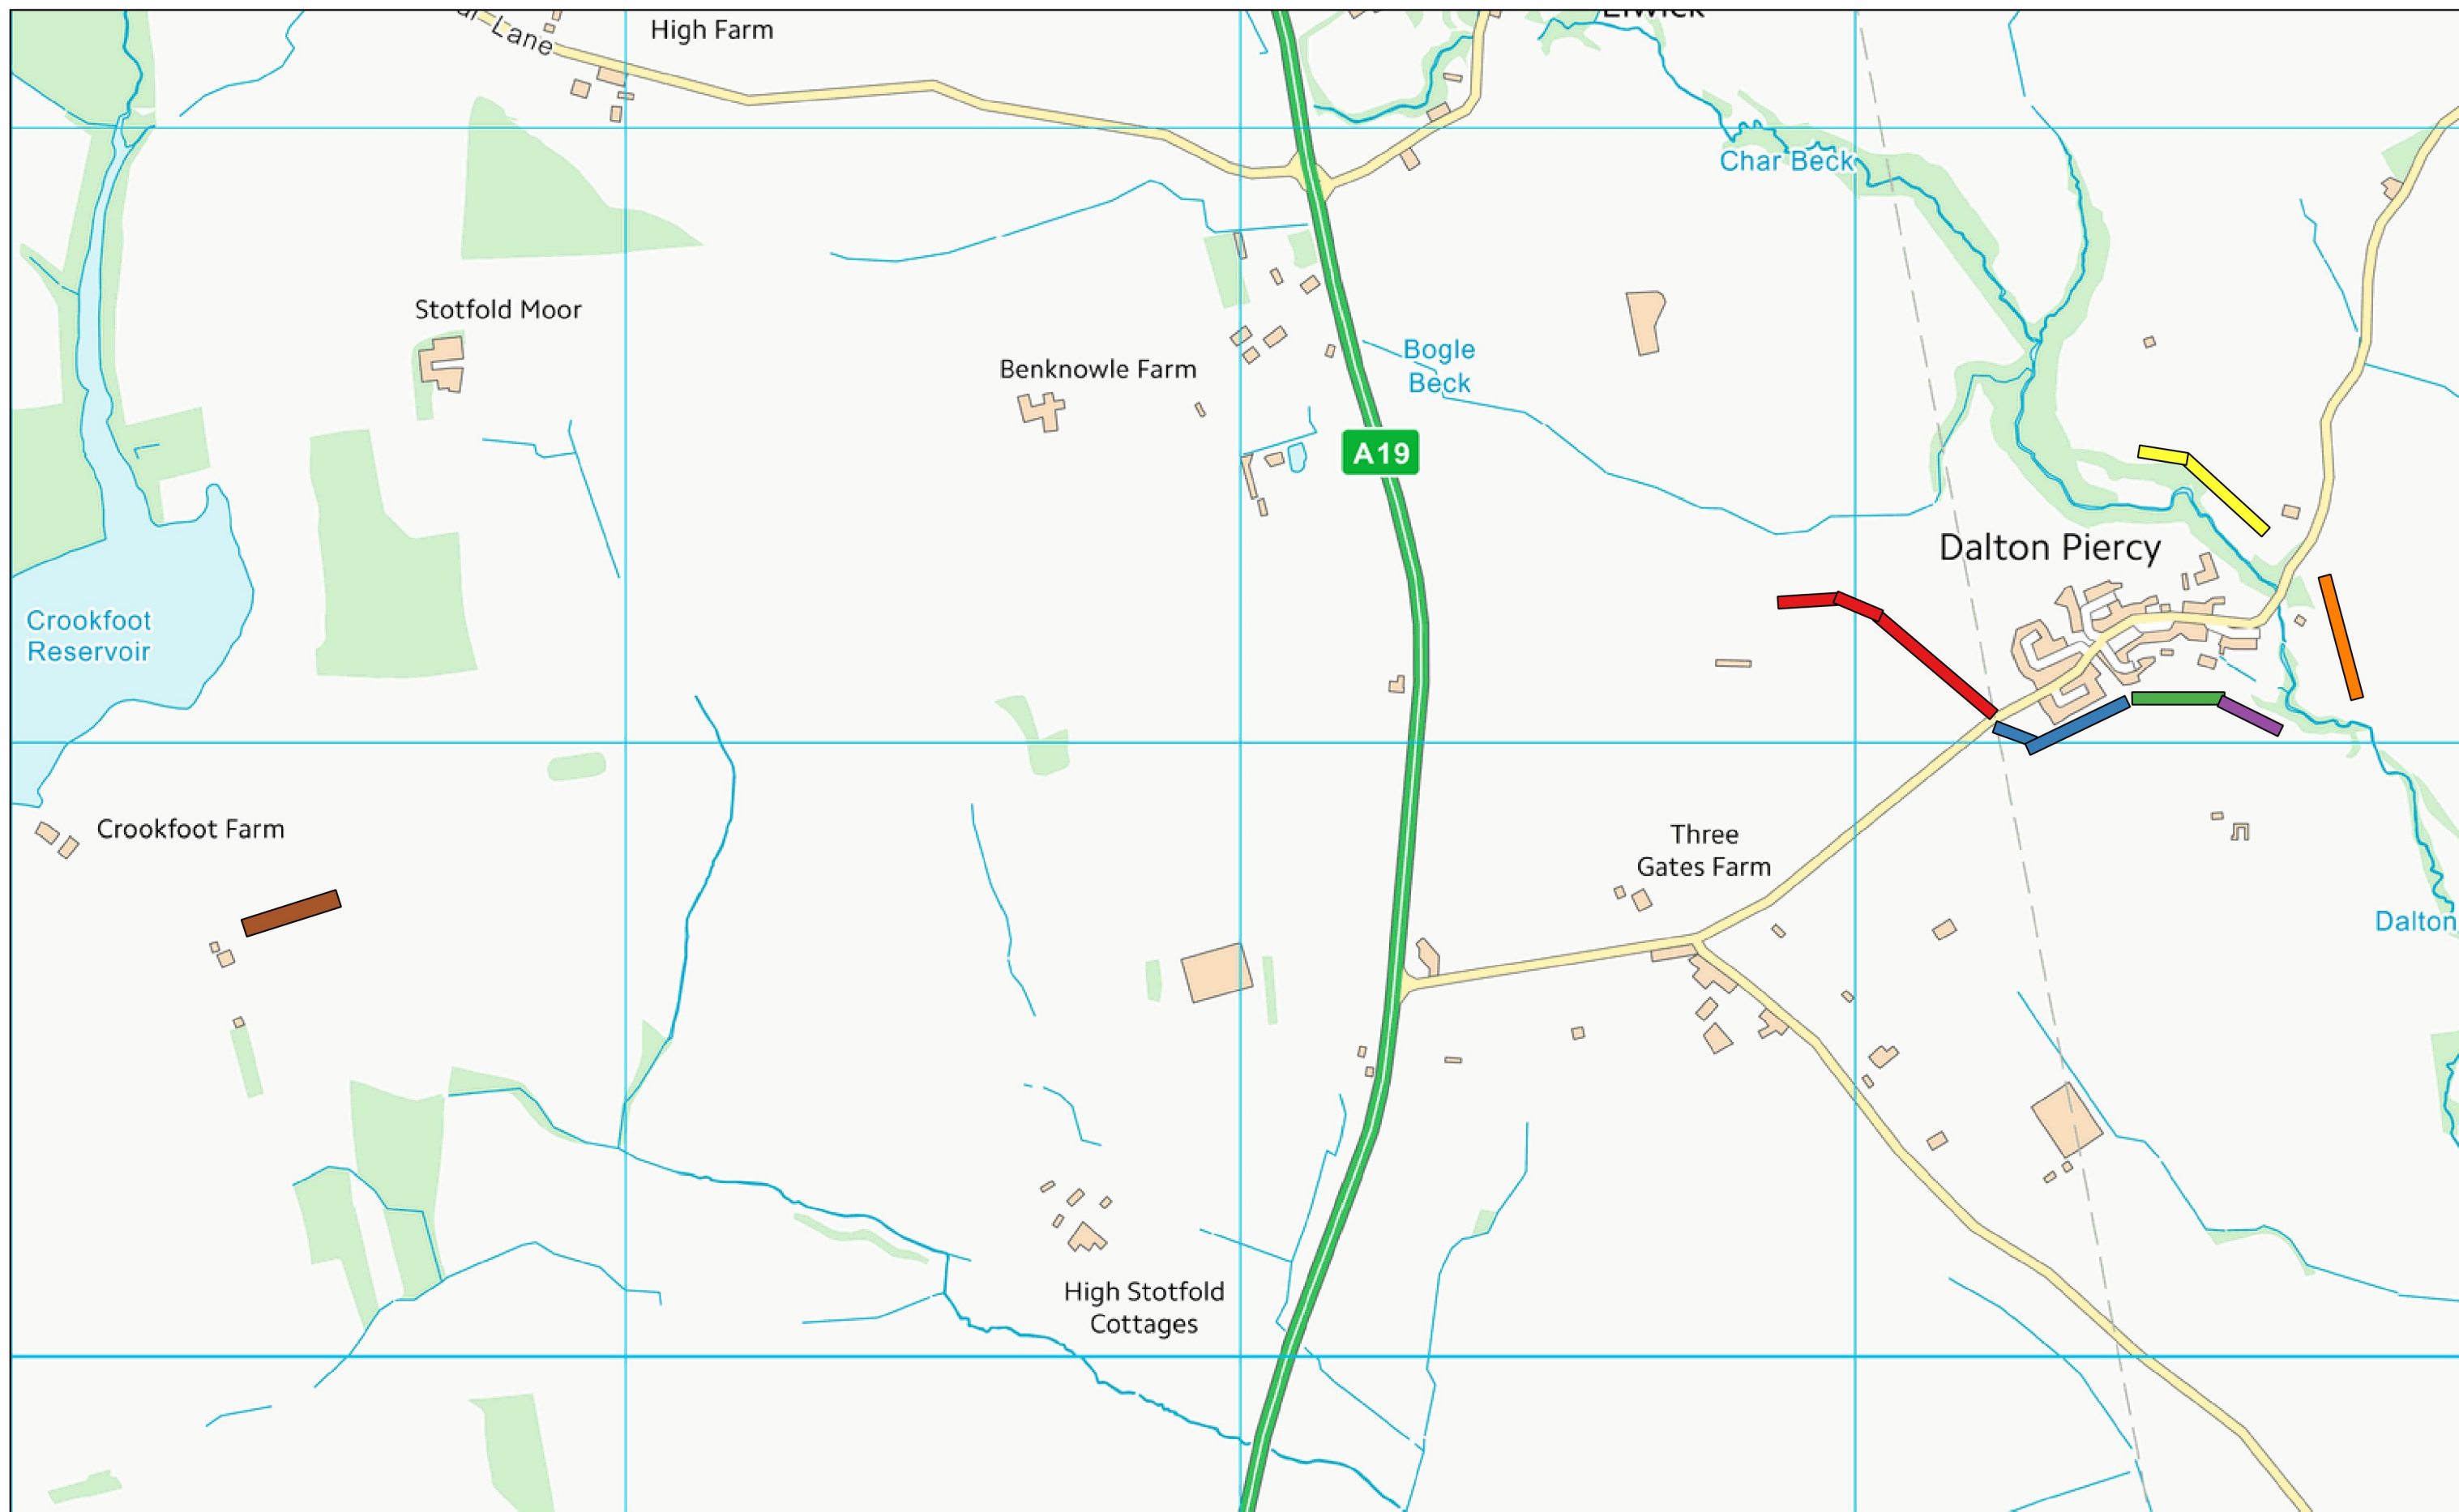 Lane
High Farm
Char Beck
Stotfold Moor
Bogle
Beck
Benknowle Farm
A19
Dalton Piercy
Crookfoot
Reservoir
Crookfoot Farm
Three
Gates Farm
Dalton
High Stotfold
Cottages